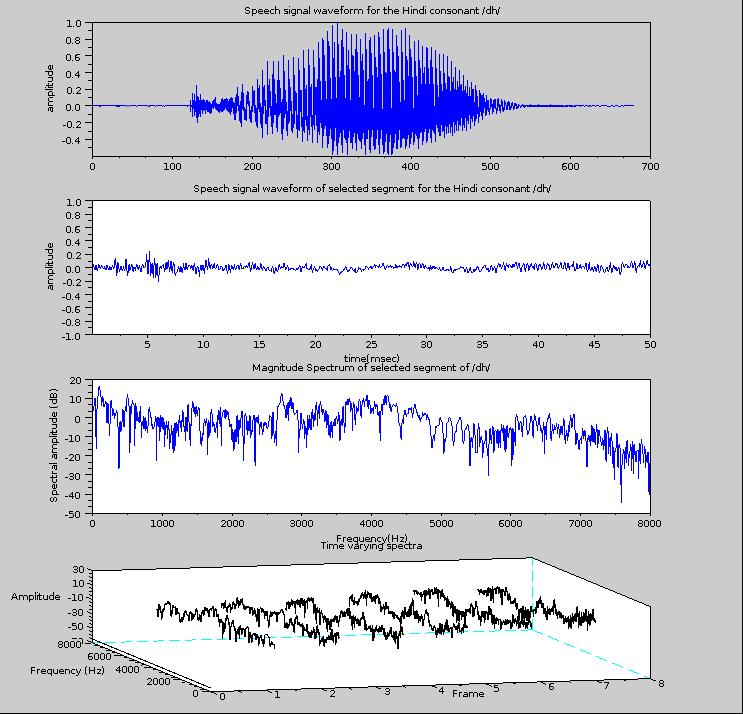 Speech signal waveform for the Hindi consonant /dh/
1.0
0.8
0.6
0.4
0.2
0.0
-0.2
-0.4
amplitude
0 100 200 300 400 500 600 700
Speech signal waveform of selected segment for the Hindi consonant /dh/
1.0
0.8
0.6
0.4
0.2
0.0
-0.2
-0.4
-0.6
-0.8
-1.0
amplitude
5 10 15 20 25 30 35 40 45 50
time(msec)
Magnitude Spectrum of selected segment of /dh/
20
10
0
-10
-20
-30
-40
-50
Spectral amplitude (dB)
0 1000 2000 3000 4000 5000 6000 7000 8000
Frequency(Hz)
Time varying spectra
30
10
-10
-30
-50
Amplitude
8000
6000
4000
2000
0
Frequency (Hz)
0 1 2 3 4 5 6 7 8
Frame